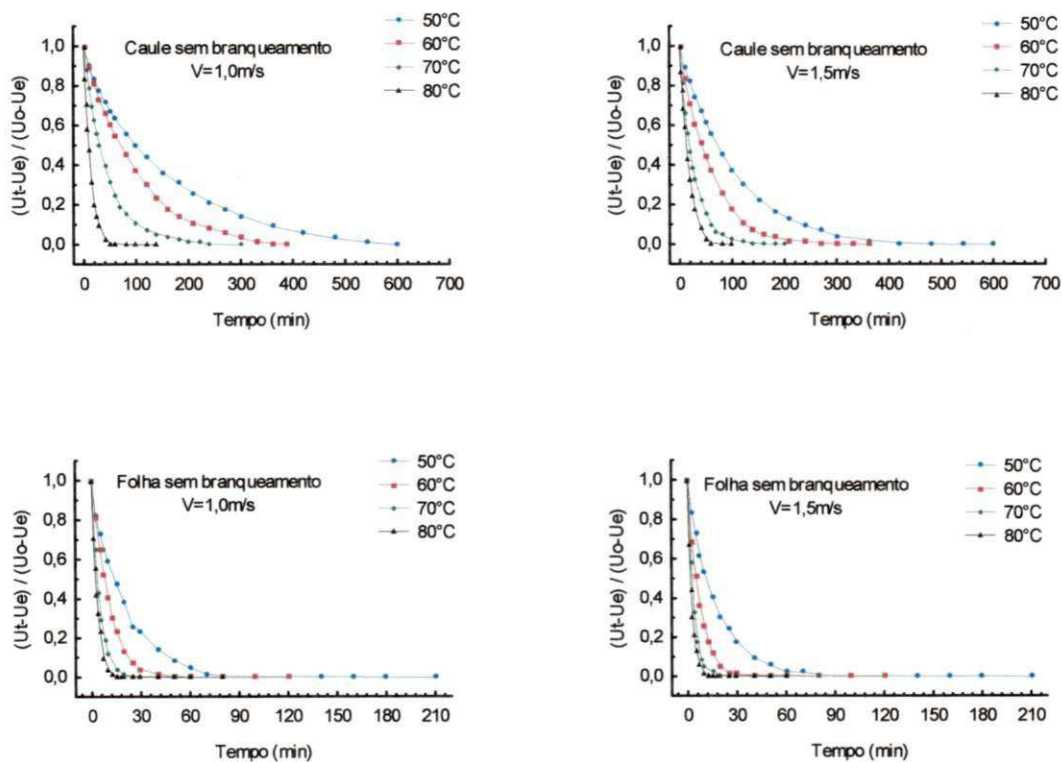 50°C
60°C
70°C
80°C
Caule sem branqueamento
V=1,0m/s
(Ut-Ue) / (Uo-Ue)
1,0
0,8
0,6
0,4
0,2
0,0
0 100 200 300 400 500 600 700
Tempo (min)
50°C
60°C
70°C
80°C
Caule sem branqueamento
V=1,5m/s
(Ut-Ue) / (Uo-Ue)
1,0
0,8
0,6
0,4
0,2
0,0
0 100 200 300 400 500 600 700
Tempo (min)
50°C
60°C
70°C
80°C
Folha sem branqueamento
V=1,0m/s
(Ut-Ue) / (Uo-Ue)
1,0
0,8
0,6
0,4
0,2
0,0
0 30 60 90 120 150 180 210
Tempo (min)
50°C
60°C
70°C
80°C
Folha sem branqueamento
V=1,5m/s
(Ut-Ue) / (Uo-Ue)
1,0
0,8
0,6
0,4
0,2
0,0
0 30 60 90 120 150 180 210
Tempo (min)